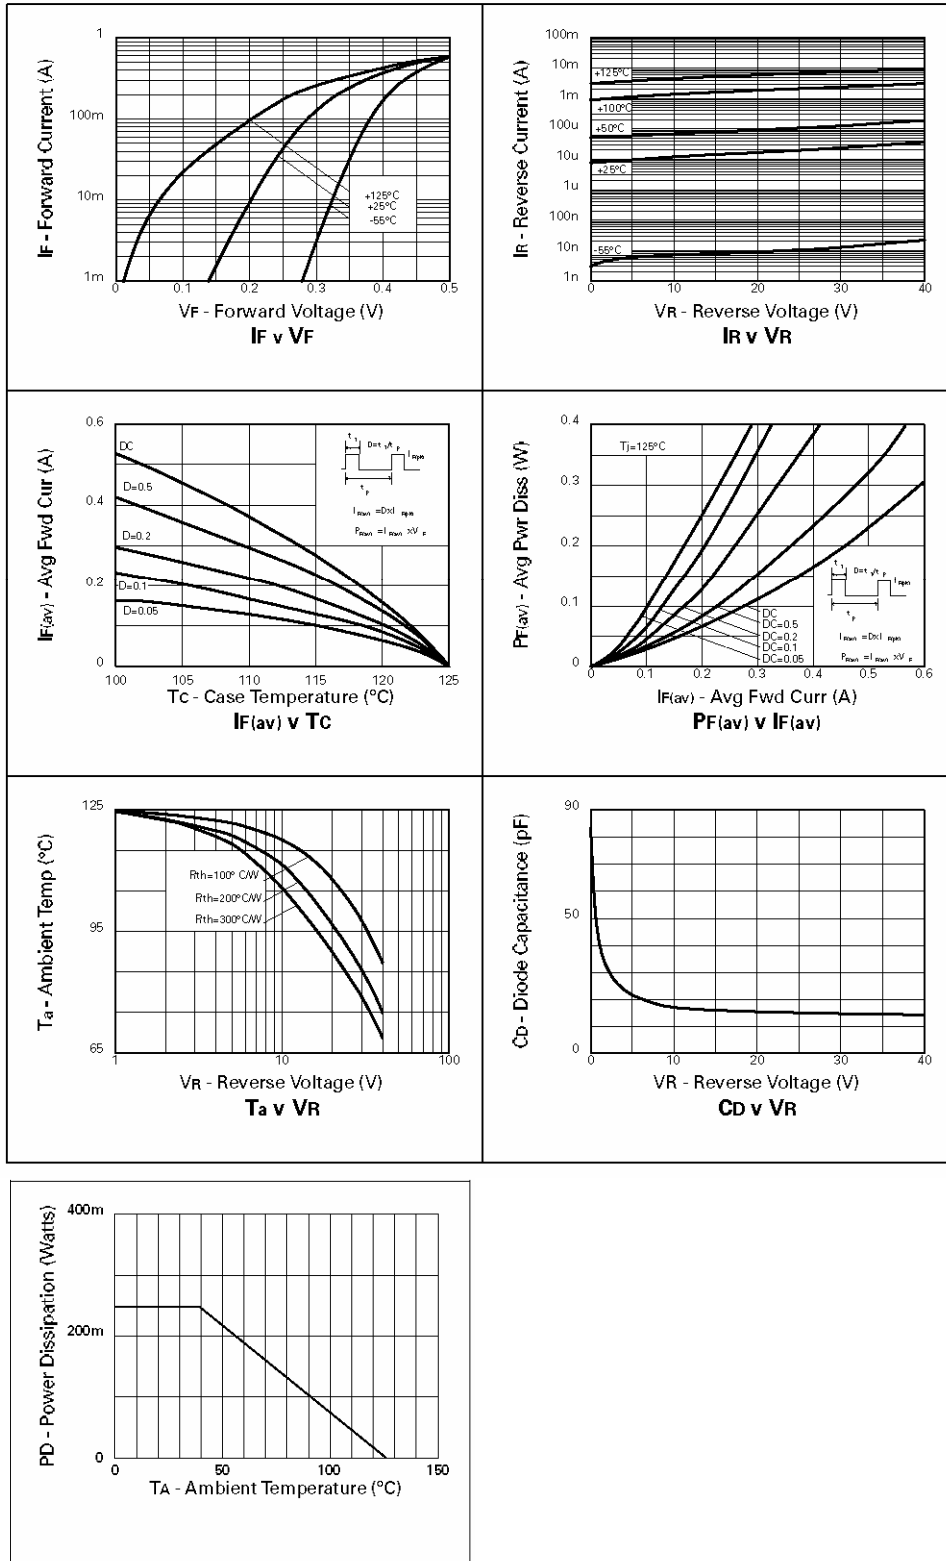 1
100m
10m
1m
0
0.1
0.2
0.3
0.4
0.5
IF - Forward Current (A)
+125°C
+25°C
-55°C
VF - Forward Voltage (V)
IF v VF
100m
10m
1m
100u
10u
1u
100n
10n
1n
0
10
20
30
40
IR - Reverse Current (A)
+125°C
+100°C
+50°C
+25°C
-55°C
VR - Reverse Voltage (V)
IR v VR
0.6
0.4
0.2
0
100
105
110
115
120
125
IF(av) - Avg Fwd Cur (A)
DC
D=0.5
D=0.2
D=0.1
D=0.05
TC - Case Temperature (°C)
IF(av) v TC
0.4
0.3
0.2
0.1
0
0
0.1
0.2
0.3
0.4
0.5
0.6
PF(av) - Avg Pwr Diss (W)
Tj=125°C
DC
DC=0.5
DC=0.2
DC=0.1
DC=0.05
IF(av) - Avg Fwd Curr (A)
PF(av) v IF(av)
125
95
65
1
10
100
Ta - Ambient Temp (°C)
Rth=100°C/W
Rth=200°C/W
Rth=300°C/W
VR - Reverse Voltage (V)
Ta v VR
90
50
0
0
10
20
30
40
CD - Diode Capacitance (pF)
VR - Reverse Voltage (V)
CD v VR
400m
200m
0
0
50
100
150
PD - Power Dissipation (Watts)
TA - Ambient Temperature (°C)